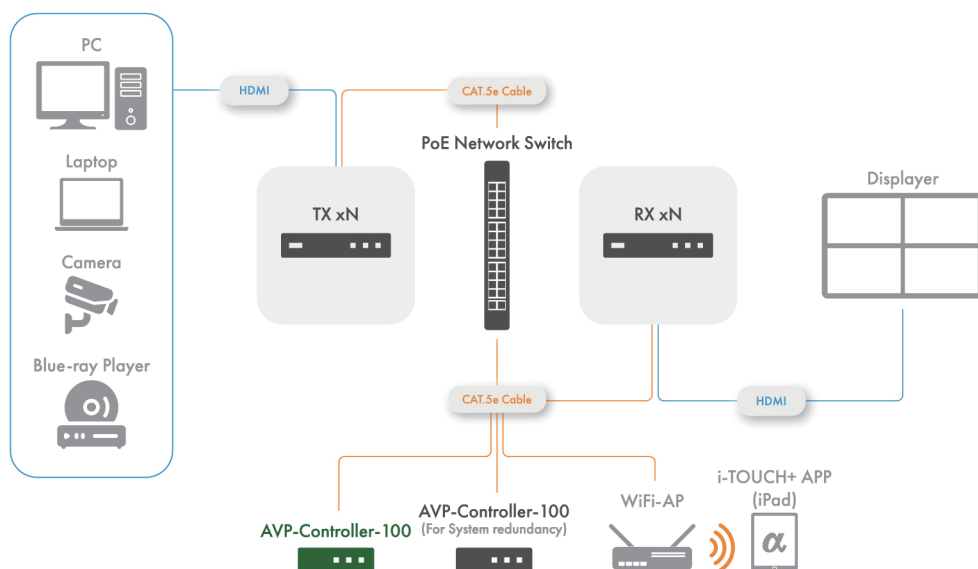 PC
HDMI
CAT.5e Cable
PoE Network Switch
Laptop
TX xN
RX xN
Displayer
Camera
Blue-ray Player
CAT.5e Cable
HDMI
AVP-Controller-100
AVP-Controller-100
(For System redundancy)
WiFi-AP
i-TOUCH+ APP
(iPad)
α